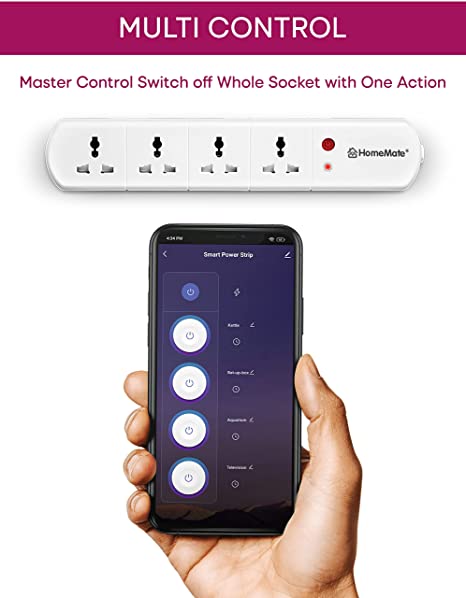 MULTI CONTROL
Master Control Switch off Whole Socket with One Action
HomeMate®
4:34 PM
Smart Power Strip
Kettle
Set-up-box
Aquarium
Television